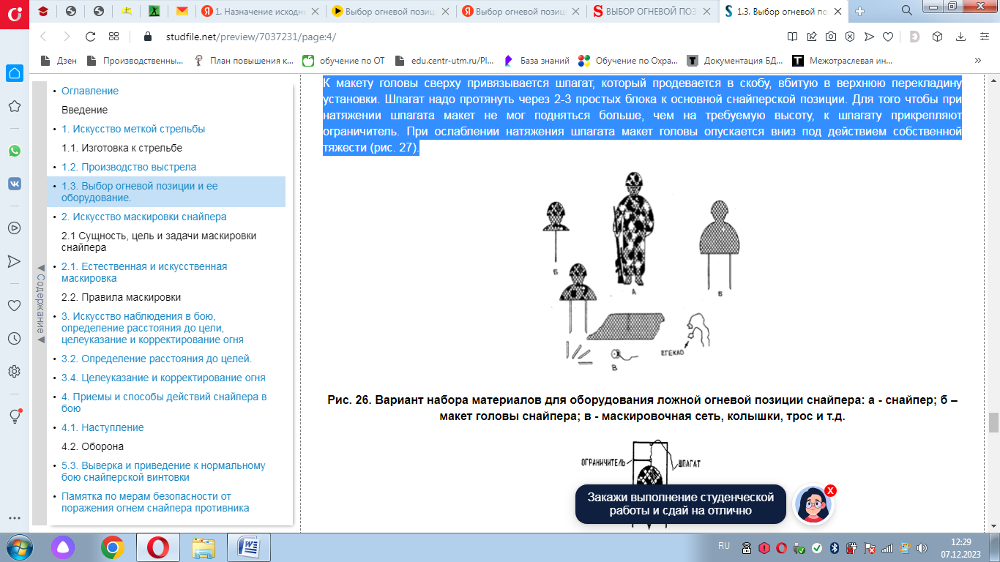 1. Назначение исходн
Выбор огневой позиц
Выбор огневой позиц
ВЫБОР ОГНЕВОЙ ПОЗ
1.3. Выбор огневой по
studfile.net/preview/7037231/page:4/
Дзен
Производственны...
План повышения к...
обучение по ОТ
edu.centr-utm.ru/Pl...
База знаний
Обучение по Охра...
Документация БД...
Межотраслевая ин...
Содержание
Оглавление
Введение
1. Искусство меткой стрельбы
1.1. Изготовка к стрельбе
1.2. Производство выстрела
1.3. Выбор огневой позиции и ее
оборудование.
2. Искусство маскировки снайпера
2.1 Сущность, цель и задачи маскировки
снайпера
2.1. Естественная и искусственная
маскировка
2.2. Правила маскировки
3. Искусство наблюдения в бою,
определение расстояния до цели,
целеуказание и корректирование огня
3.2. Определение расстояния до целей.
3.4. Целеуказание и корректирование огня
4. Приемы и способы действий снайпера в
бою
4.1. Наступление
4.2. Оборона
5.3. Выверка и приведение к нормальному
бою снайперской винтовки
Памятка по мерам безопасности от
поражения огнем снайпера противника
К макету головы сверху привязывается шпагат, который продевается в скобу, вбитую в верхнюю перекладину
установки. Шпагат надо протянуть через 2-3 простых блока к основной снайперской позиции. Для того чтобы при
натяжении шпагата макет не мог подняться больше, чем на требуемую высоту, к шпагату прикрепляют
ограничитель. При ослаблении натяжения шпагата макет головы опускается вниз под действием собственной
тяжести (рис. 27).
Б
А
Б
СТЕКЛО
В
Рис. 26. Вариант набора материалов для оборудования ложной огневой позиции снайпера: а - снайпер; б –
макет головы снайпера; в - маскировочная сеть, колышки, трос и т.д.
ОГРАНИЧИТЕЛЬ
ШПАГАТ
Закажи выполнение студенческой
работы и сдай на отлично
X
RU
12:29
07.12.2023